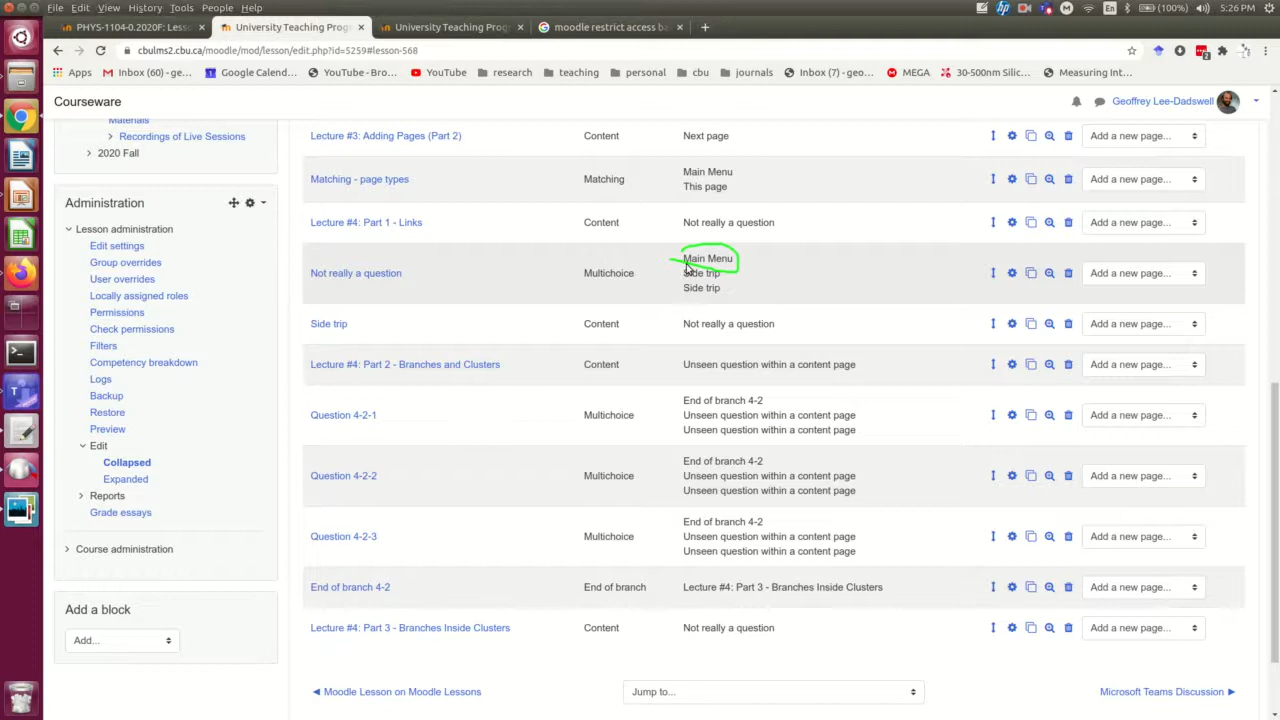 File Edit View History Bookmarks People Tab Window Help
En (100%) 5:26 PM
PHYS-1104-0.2020F: Lesso × University Teaching Prog × University Teaching Prog × moodle restrict access ba × +
cbulms2.cbu.ca/moodle/mod/lesson/edit.php?id=5259#lesson-568
Apps Inbox (60) - ge... Google Calend... YouTube - Bro... YouTube research teaching personal cbu journals Inbox (7) - geo... MEGA 30-500nm Silic... Measuring Int...
Courseware Geoffrey Lee-Dadswell
Materials
Recordings of Live Sessions
2020 Fall
Administration
Lesson administration
Edit settings
Group overrides
User overrides
Locally assigned roles
Permissions
Check permissions
Filters
Competency breakdown
Logs
Backup
Restore
Preview
Edit
Collapsed
Expanded
Reports
Grade essays
Course administration
Add a block
Add...
Lecture #3: Adding Pages (Part 2) Content Next page Add a new page...
Matching - page types Matching Main Menu
This page Add a new page...
Lecture #4: Part 1 - Links Content Not really a question Add a new page...
Not really a question Multichoice Main Menu
Side trip
Side trip Add a new page...
Side trip Content Not really a question Add a new page...
Lecture #4: Part 2 - Branches and Clusters Content Unseen question within a content page Add a new page...
Question 4-2-1 Multichoice End of branch 4-2
Unseen question within a content page
Unseen question within a content page Add a new page...
Question 4-2-2 Multichoice End of branch 4-2
Unseen question within a content page
Unseen question within a content page Add a new page...
Question 4-2-3 Multichoice End of branch 4-2
Unseen question within a content page
Unseen question within a content page Add a new page...
End of branch 4-2 End of branch Lecture #4: Part 3 - Branches Inside Clusters Add a new page...
Lecture #4: Part 3 - Branches Inside Clusters Content Not really a question Add a new page...
◀ Moodle Lesson on Moodle Lessons Jump to... Microsoft Teams Discussion ▶